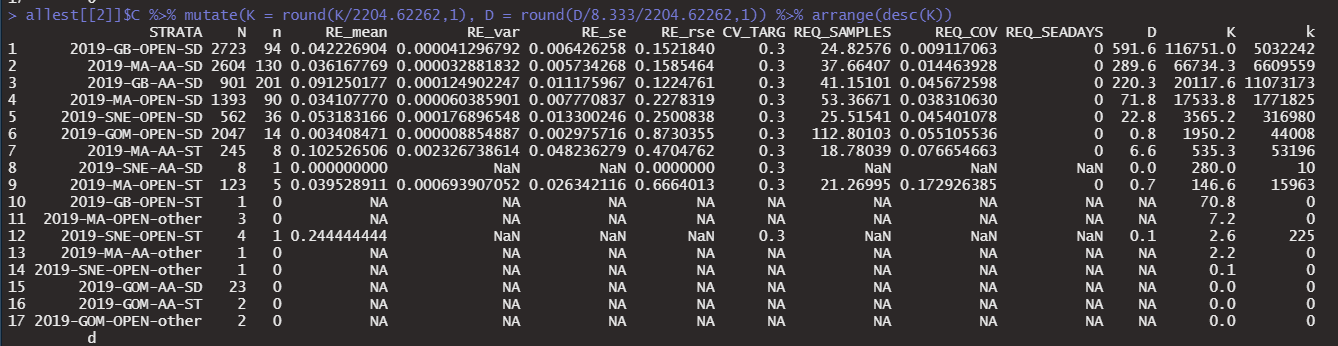 > allest[[2]]$C %>% mutate(K = round(K/2204.62262,1), D = round(D/8.333/2204.62262,1)) %>% arrange(desc(K))
STRATA N n RE_mean RE_var RE_se RE_rse CV_TARG REQ_SAMPLES REQ_COV REQ_SEADAYS D K k
1 2019-GB-OPEN-SD 2723 94 0.042226904 0.000041296792 0.006426258 0.1521840 0.3 24.82576 0.009117063 0 591.6 116751.0 5032242
2 2019-MA-AA-SD 2604 130 0.036167769 0.000032881832 0.005734268 0.1585464 0.3 37.66407 0.014463928 0 289.6 66734.3 6609559
3 2019-GB-AA-SD 901 201 0.091250177 0.000124902247 0.011175967 0.1224761 0.3 41.15101 0.045672598 0 220.3 20117.6 11073173
4 2019-MA-OPEN-SD 1393 90 0.034107770 0.000060385901 0.007770837 0.2278319 0.3 53.36671 0.038310630 0 71.8 17533.8 1771825
5 2019-SNE-OPEN-SD 562 36 0.053183166 0.000176896548 0.013300246 0.2500838 0.3 25.51541 0.045401078 0 22.8 3565.2 316980
6 2019-GOM-OPEN-SD 2047 14 0.003408471 0.000008854887 0.002975716 0.8730355 0.3 112.80103 0.055105536 0 0.8 1950.2 44008
7 2019-MA-AA-ST 245 8 0.102526506 0.002326738614 0.048236279 0.4704762 0.3 18.78039 0.076654663 0 6.6 535.3 53196
8 2019-SNE-AA-SD 8 1 0.000000000 NaN NaN 0.0000000 0.3 NaN NaN NaN 0.0 280.0 10
9 2019-MA-OPEN-ST 123 5 0.039528911 0.000693907052 0.026342116 0.6664013 0.3 21.26995 0.172926385 0 0.7 146.6 15963
10 2019-GB-OPEN-ST 1 0 NA NA NA NA NA NA NA NA NA 70.8 0
11 2019-MA-OPEN-other 3 0 NA NA NA NA NA NA NA NA NA 7.2 0
12 2019-SNE-OPEN-ST 4 1 0.244444444 NaN NaN NaN 0.3 NaN NaN NaN 0.1 2.6 225
13 2019-MA-AA-other 1 0 NA NA NA NA NA NA NA NA NA 2.2 0
14 2019-SNE-OPEN-other 1 0 NA NA NA NA NA NA NA NA NA 0.1 0
15 2019-GOM-AA-SD 23 0 NA NA NA NA NA NA NA NA NA 0.0 0
16 2019-GOM-AA-ST 2 0 NA NA NA NA NA NA NA NA NA 0.0 0
17 2019-GOM-OPEN-other 2 0 NA NA NA NA NA NA NA NA NA 0.0 0
d